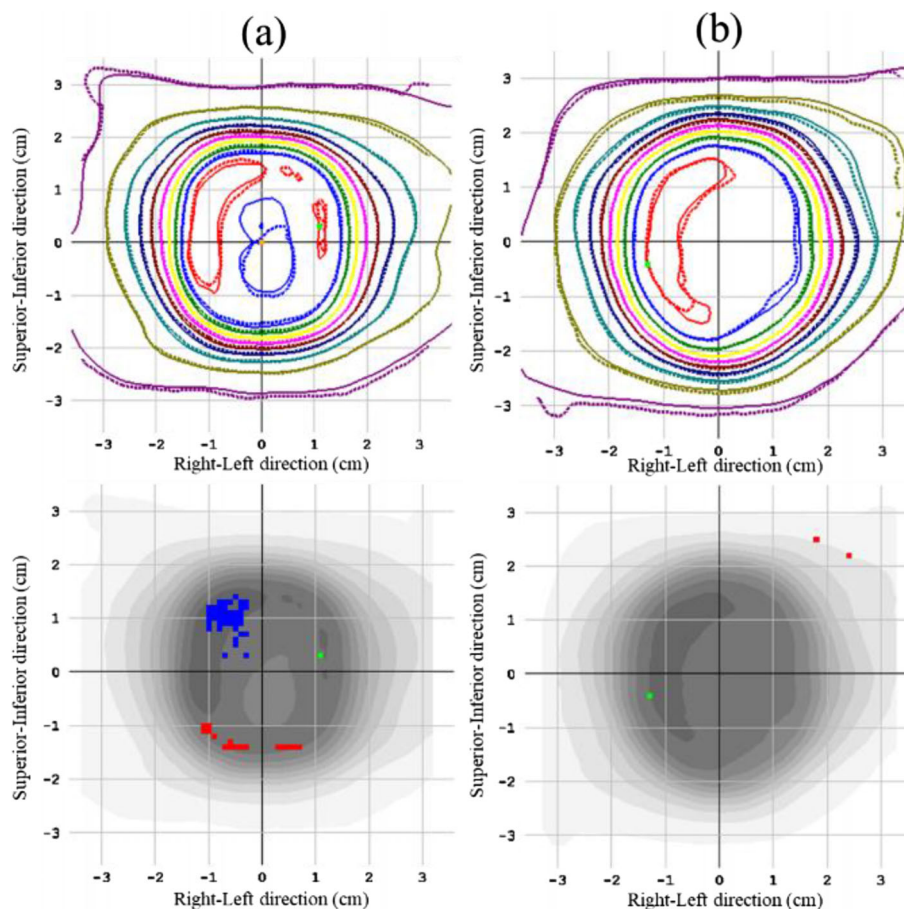 (a)
(b)
3
2
1
0
-1
-2
-3
Superior-Inferior direction (cm)
-3 -2 -1 0 1 2 3
Right-Left direction (cm)
3
2
1
0
-1
-2
-3
Superior-Inferior direction (cm)
-3 -2 -1 0 1 2 3
Right-Left direction (cm)
3
2
1
0
-1
-2
-3
Superior-Inferior direction (cm)
-3 -2 -1 0 1 2 3
Right-Left direction (cm)
3
2
1
0
-1
-2
-3
Superior-Inferior direction (cm)
-3 -2 -1 0 1 2 3
Right-Left direction (cm)